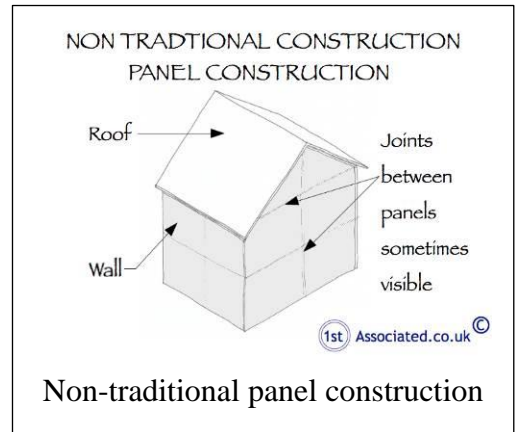 NON TRADTIONAL CONSTRUCTION
PANEL CONSTRUCTION
Roof
Wall
Joints
between
panels
sometimes
visible
1st Associated.co.uk ©
Non-traditional panel construction